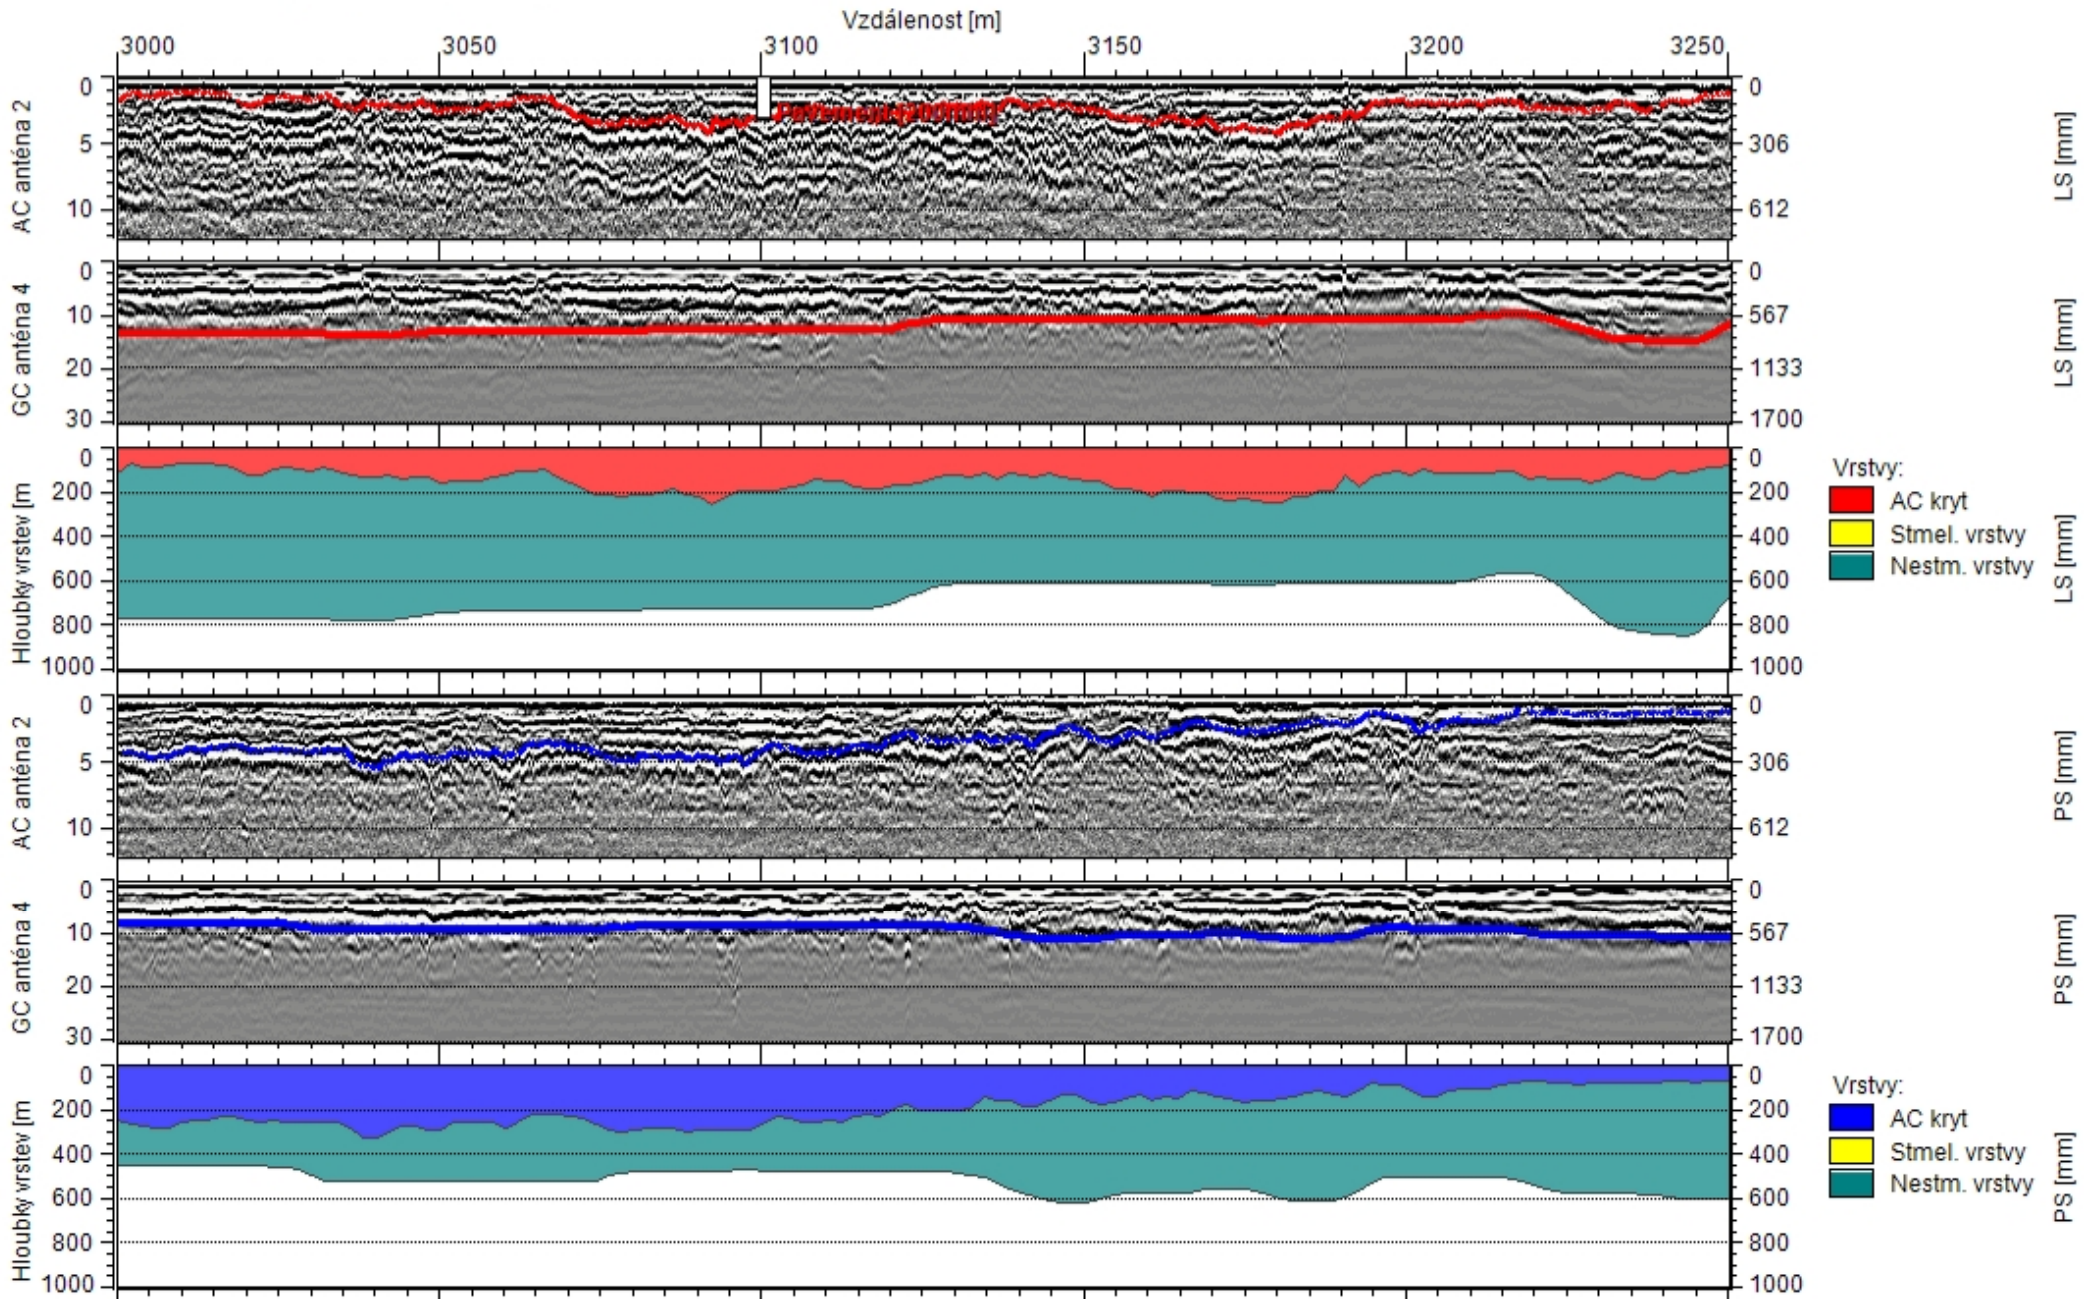 Vzdálenost [m]
3000 3050 3100 3150 3200 3250
AC anténa 2
0
5
10
0
306
612
LS [mm]
GC anténa 4
0
10
20
30
0
567
1133
1700
LS [mm]
Hloubky vrstev [m
0
200
400
600
800
1000
0
200
400
600
800
1000
LS [mm]
Vrstvy:
AC kryt
Stmel. vrstvy
Nestm. vrstvy
AC anténa 2
0
5
10
0
306
612
PS [mm]
GC anténa 4
0
10
20
30
0
567
1133
1700
PS [mm]
Hloubky vrstev [m
0
200
400
600
800
1000
0
200
400
600
800
1000
PS [mm]
Vrstvy:
AC kryt
Stmel. vrstvy
Nestm. vrstvy